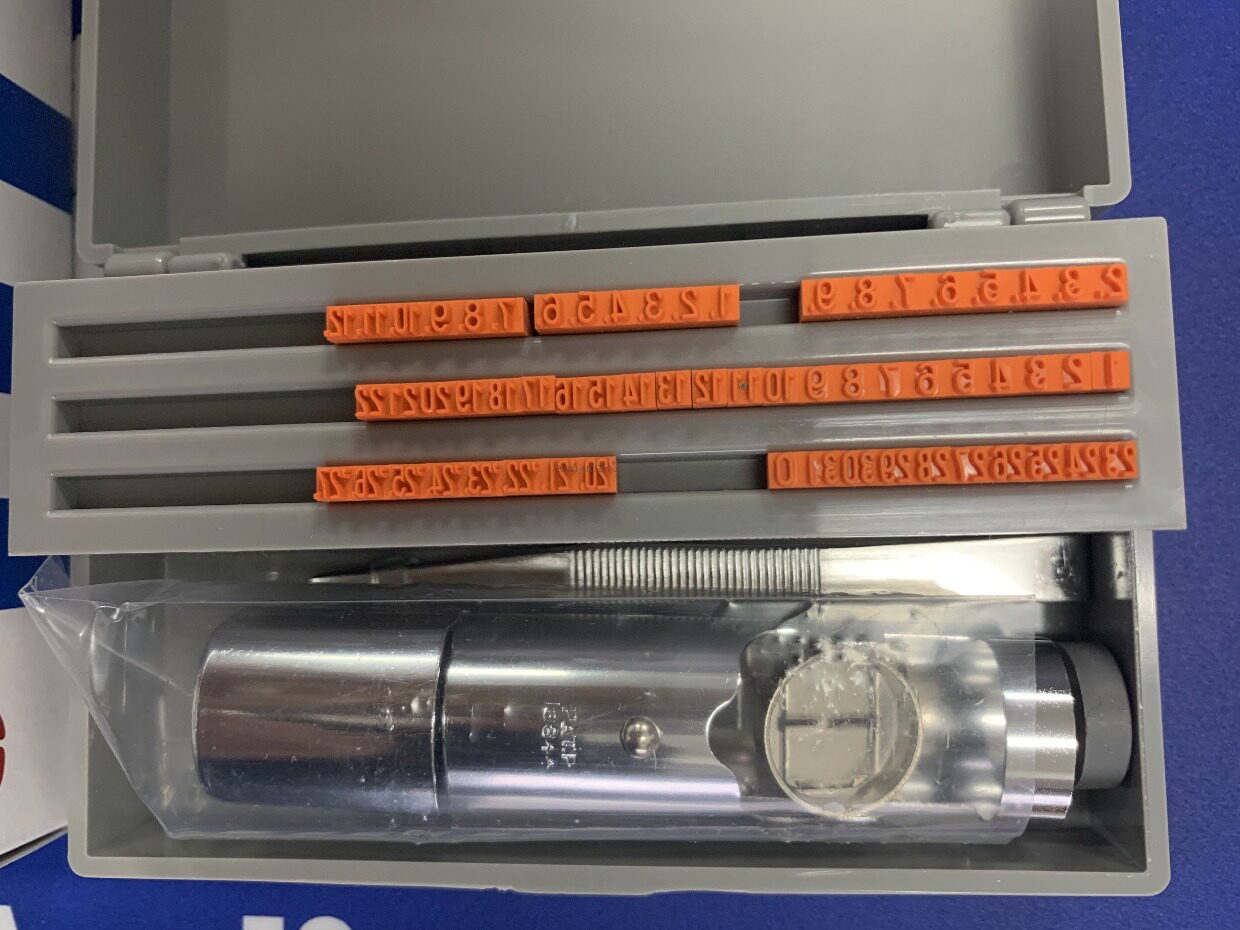 12.11.10.9.8.7. 6.5.4.3.2.1. 9.8.7.6.5.4.3.2.
22 21 20 19 18 17 16 15 14 13 12 11 10 9 8 7 6 5 4 3 2 1
27 26 25 24 23 22 21 20 0 31 30 29 28 27 26 25 24 23
PAT.P